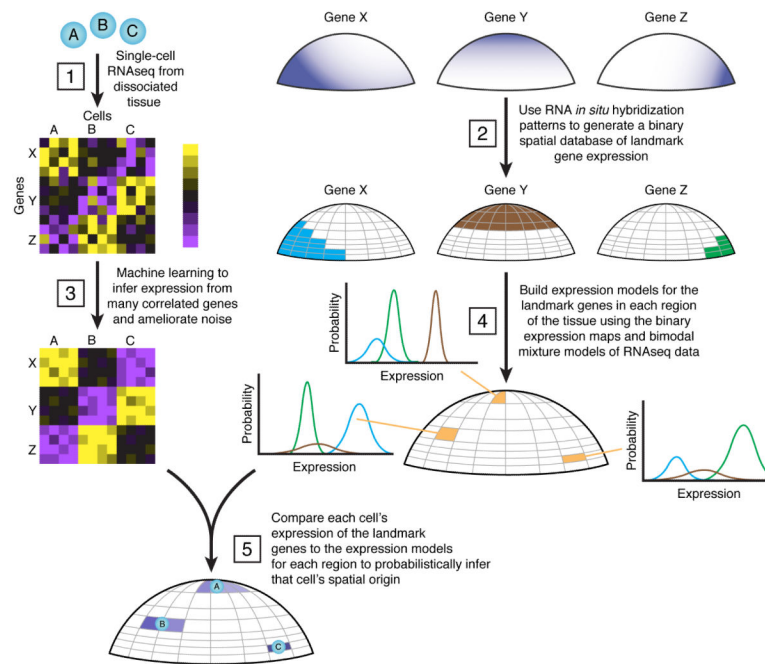 A B C
1
Single-cell
RNAseq from
dissociated
tissue
Cells
A B C
Genes
X
Y
Z
3
Machine learning to
infer expression from
many correlated genes
and ameliorate noise
A B C
X
Y
Z
Gene X Gene Y Gene Z
2
Use RNA in situ hybridization
patterns to generate a binary
spatial database of landmark
gene expression
Gene X Gene Y Gene Z
4
Build expression models for the
landmark genes in each region
of the tissue using the binary
expression maps and bimodal
mixture models of RNAseq data
Probability
Expression
Probability
Expression
Probability
Expression
5
Compare each cell's
expression of the landmark
genes to the expression models
for each region to probabilistically infer
that cell's spatial origin
A
B
C